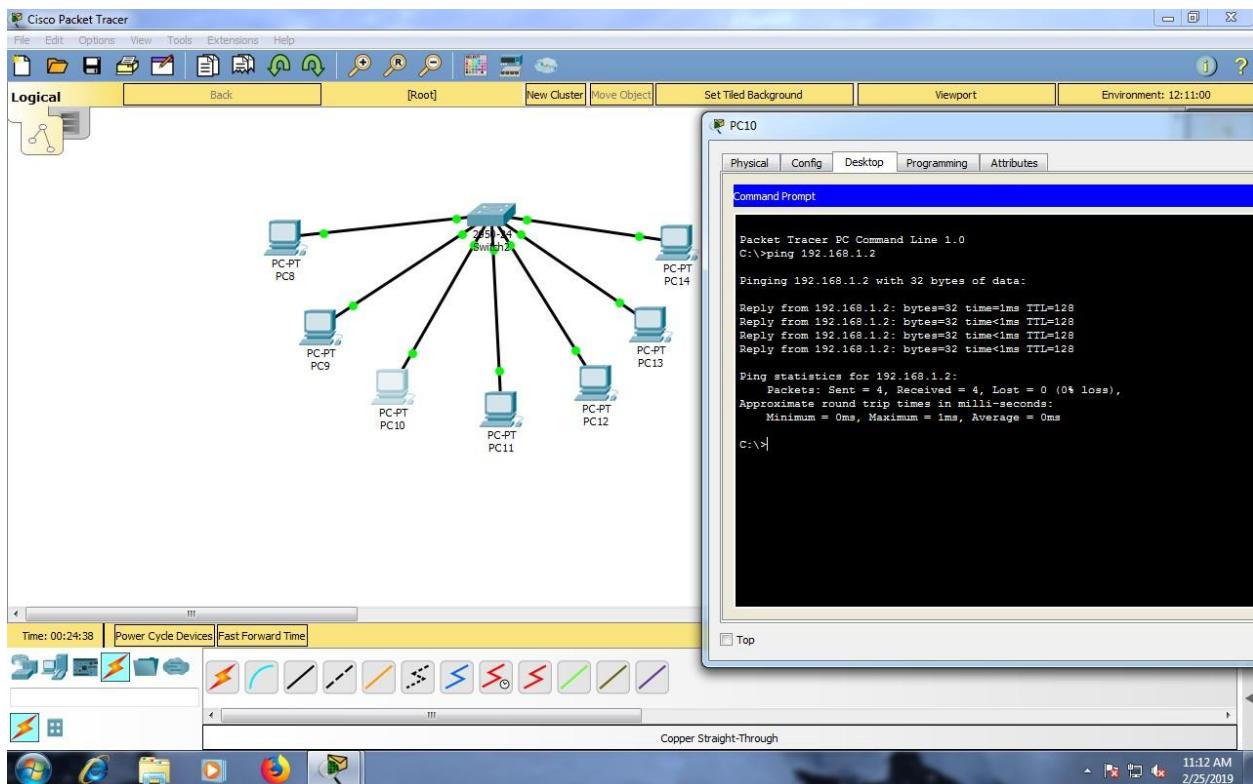 Cisco Packet Tracer
File Edit Options View Tools Extensions Help
Logical
Back
[Root]
New Cluster
Move Object
Set Tiled Background
Viewport
Environment: 12:11:00
2950-24
Switch2
PC-PT
PC8
PC-PT
PC9
PC-PT
PC10
PC-PT
PC11
PC-PT
PC12
PC-PT
PC13
PC-PT
PC14
PC10
Physical
Config
Desktop
Programming
Attributes
Command Prompt
Packet Tracer PC Command Line 1.0
C:\>ping 192.168.1.2
Pinging 192.168.1.2 with 32 bytes of data:
Reply from 192.168.1.2: bytes=32 time=1ms TTL=128
Reply from 192.168.1.2: bytes=32 time<1ms TTL=128
Reply from 192.168.1.2: bytes=32 time<1ms TTL=128
Reply from 192.168.1.2: bytes=32 time<1ms TTL=128
Ping statistics for 192.168.1.2:
Packets: Sent = 4, Received = 4, Lost = 0 (0% loss),
Approximate round trip times in milli-seconds:
Minimum = 0ms, Maximum = 1ms, Average = 0ms
C:\>
Top
Time: 00:24:38
Power Cycle Devices
Fast Forward Time
Copper Straight-Through
11:12 AM
2/25/2019